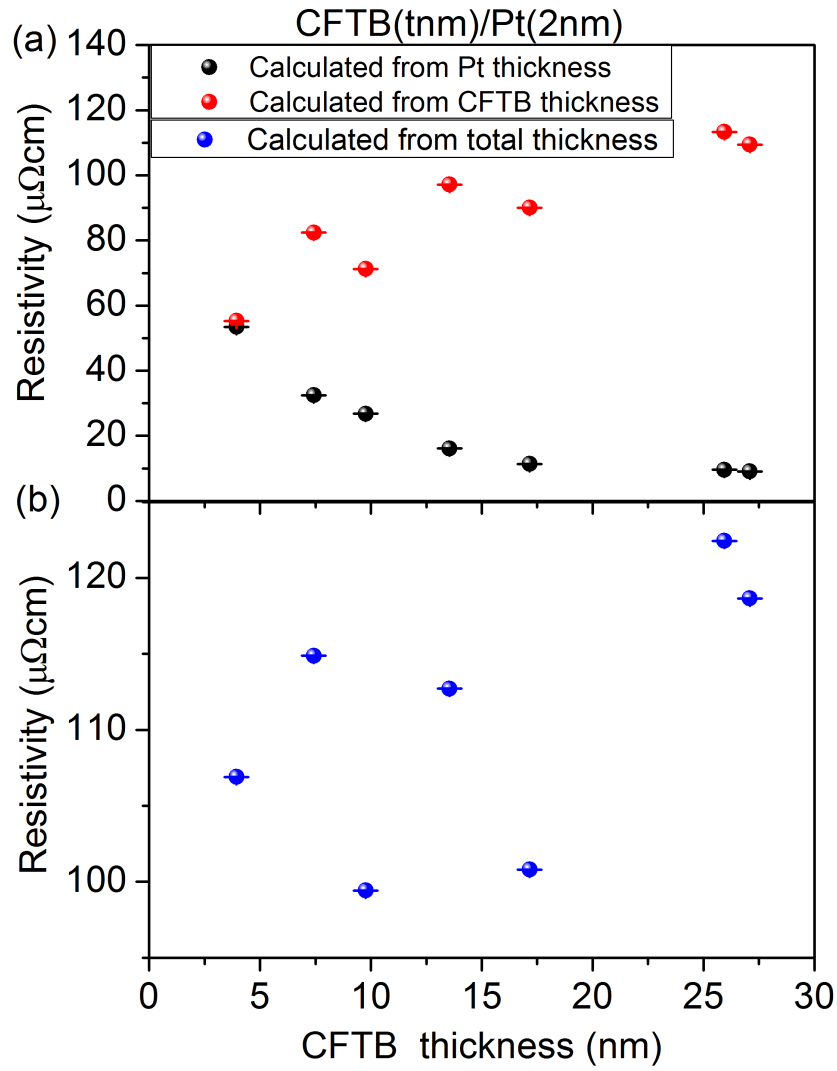 CFTB(tnm)/Pt(2nm)
(a)
Calculated from Pt thickness
Calculated from CFTB thickness
Calculated from total thickness
140
120
100
80
60
40
20
0
Resistivity (μΩcm)
(b)
120
110
100
Resistivity (μΩcm)
0 5 10 15 20 25 30
CFTB thickness (nm)